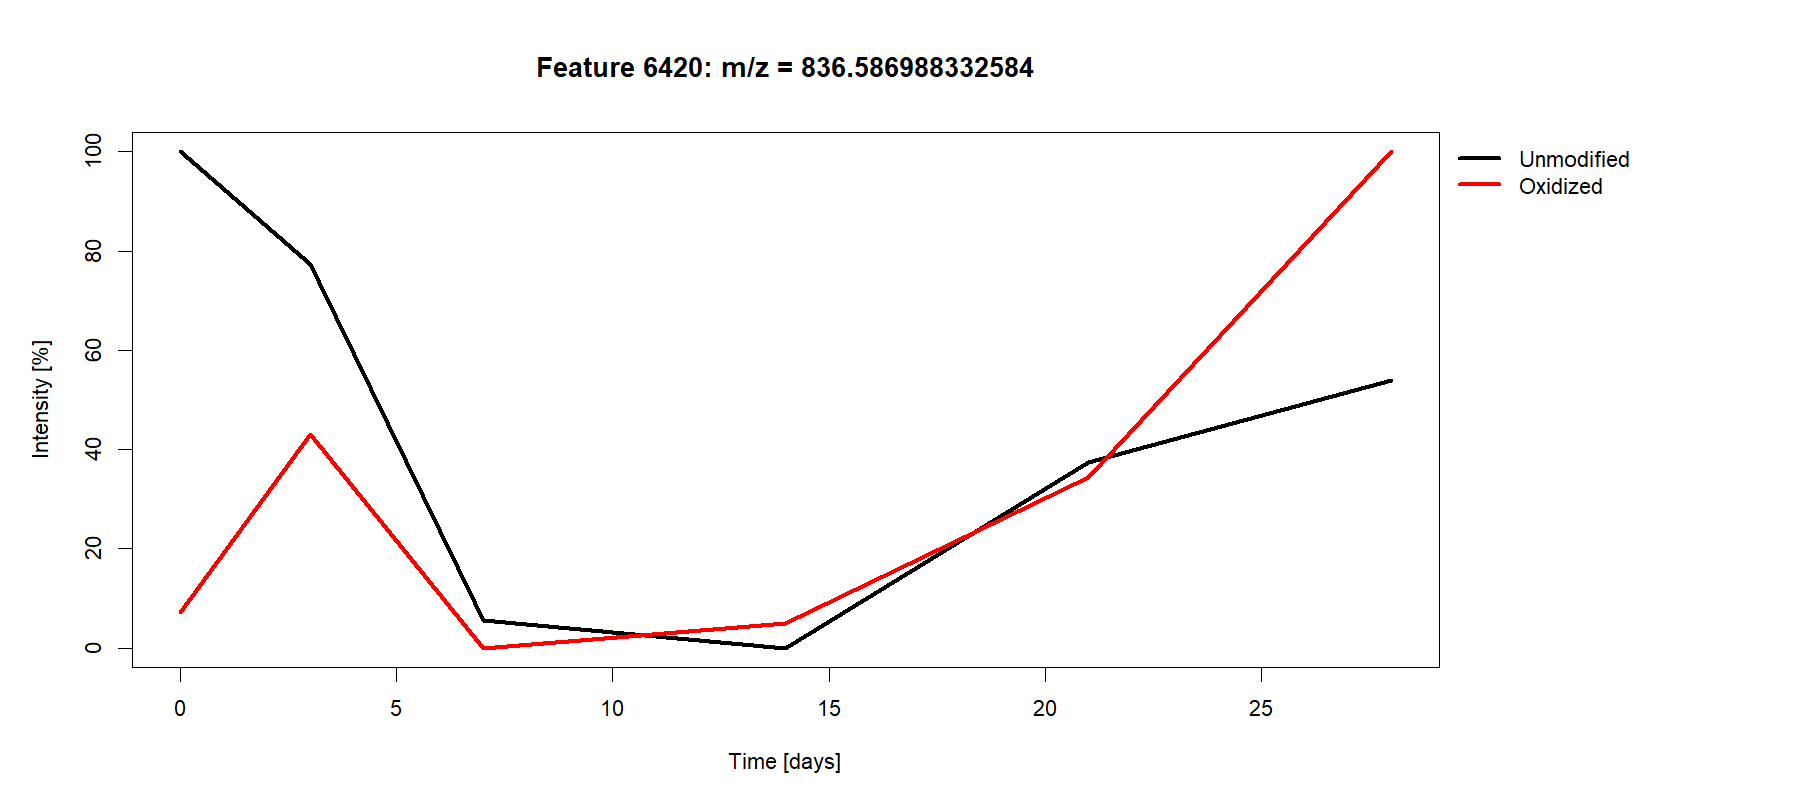 Feature 6420: m/z = 836.586988332584
100
80
60
40
20
0
Intensity [%]
0 5 10 15 20 25
Time [days]
Unmodified
Oxidized